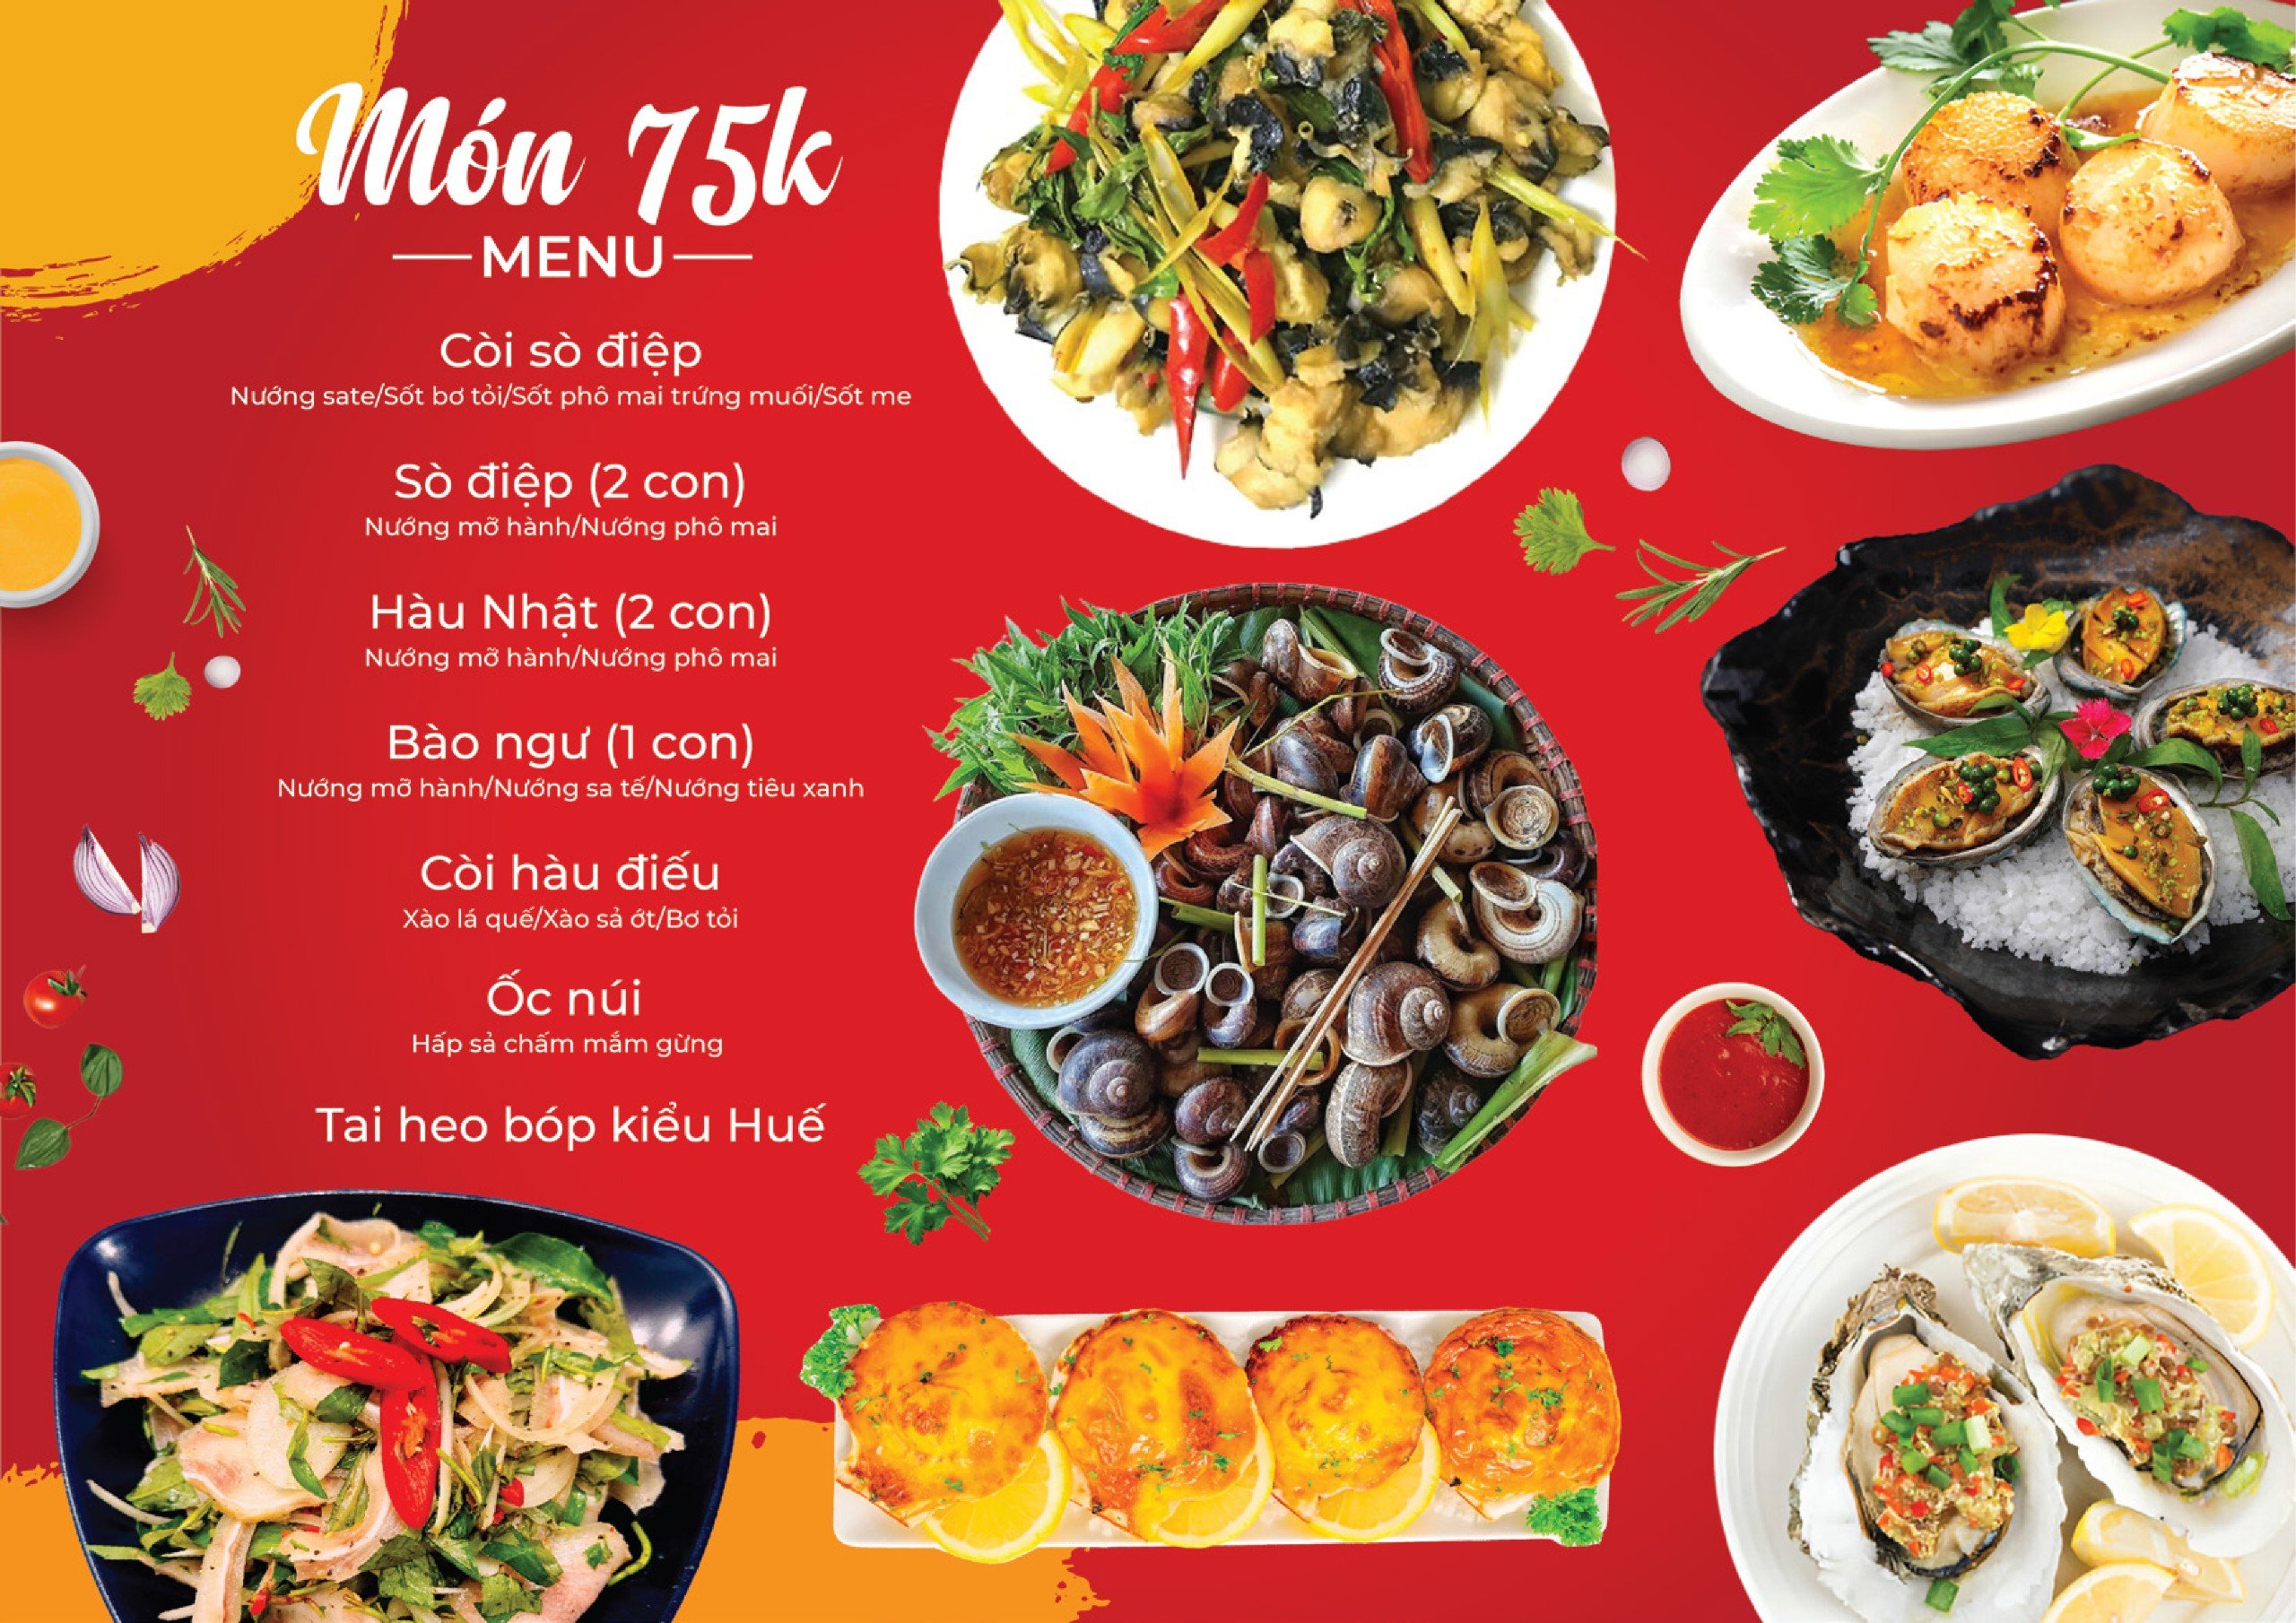 Món 75k
MENU
Còi sò điệp
Nướng sate/Sốt bơ tỏi/Sốt phô mai trứng muối/Sốt me
Sò điệp (2 con)
Nướng mỡ hành/Nướng phô mai
Hàu Nhật (2 con)
Nướng mỡ hành/Nướng phô mai
Bào ngư (1 con)
Nướng mỡ hành/Nướng sa tế/Nướng tiêu xanh
Còi hàu điếu
Xào lá quế/Xào sả ớt/Bơ tỏi
Ốc núi
Hấp sả chấm mắm gừng
Tai heo bóp kiểu Huế